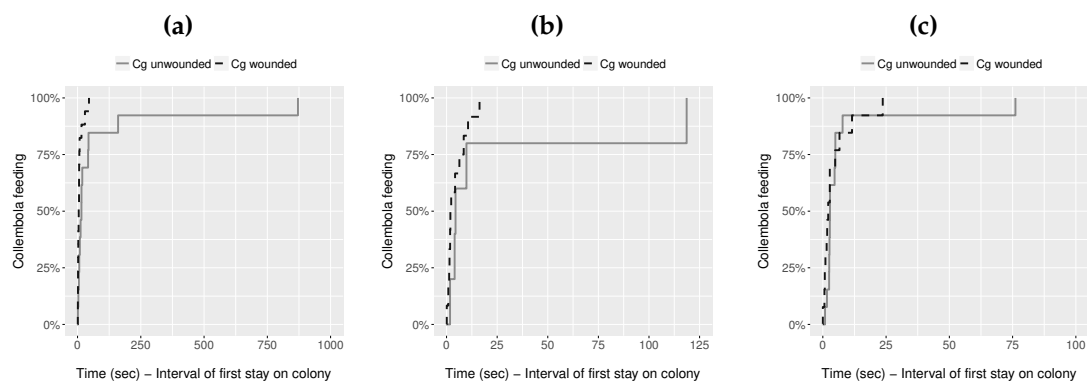 (a)
Cg unwounded Cg wounded
100%
75%
50%
25%
0%
Collembola feeding
0 250 500 750 1000
Time (sec) − Interval of first stay on colony
(b)
Cg unwounded Cg wounded
100%
75%
50%
25%
0%
Collembola feeding
0 25 50 75 100 125
Time (sec) − Interval of first stay on colony
(c)
Cg unwounded Cg wounded
100%
75%
50%
25%
0%
Collembola feeding
0 25 50 75 100
Time (sec) − Interval of first stay on colony